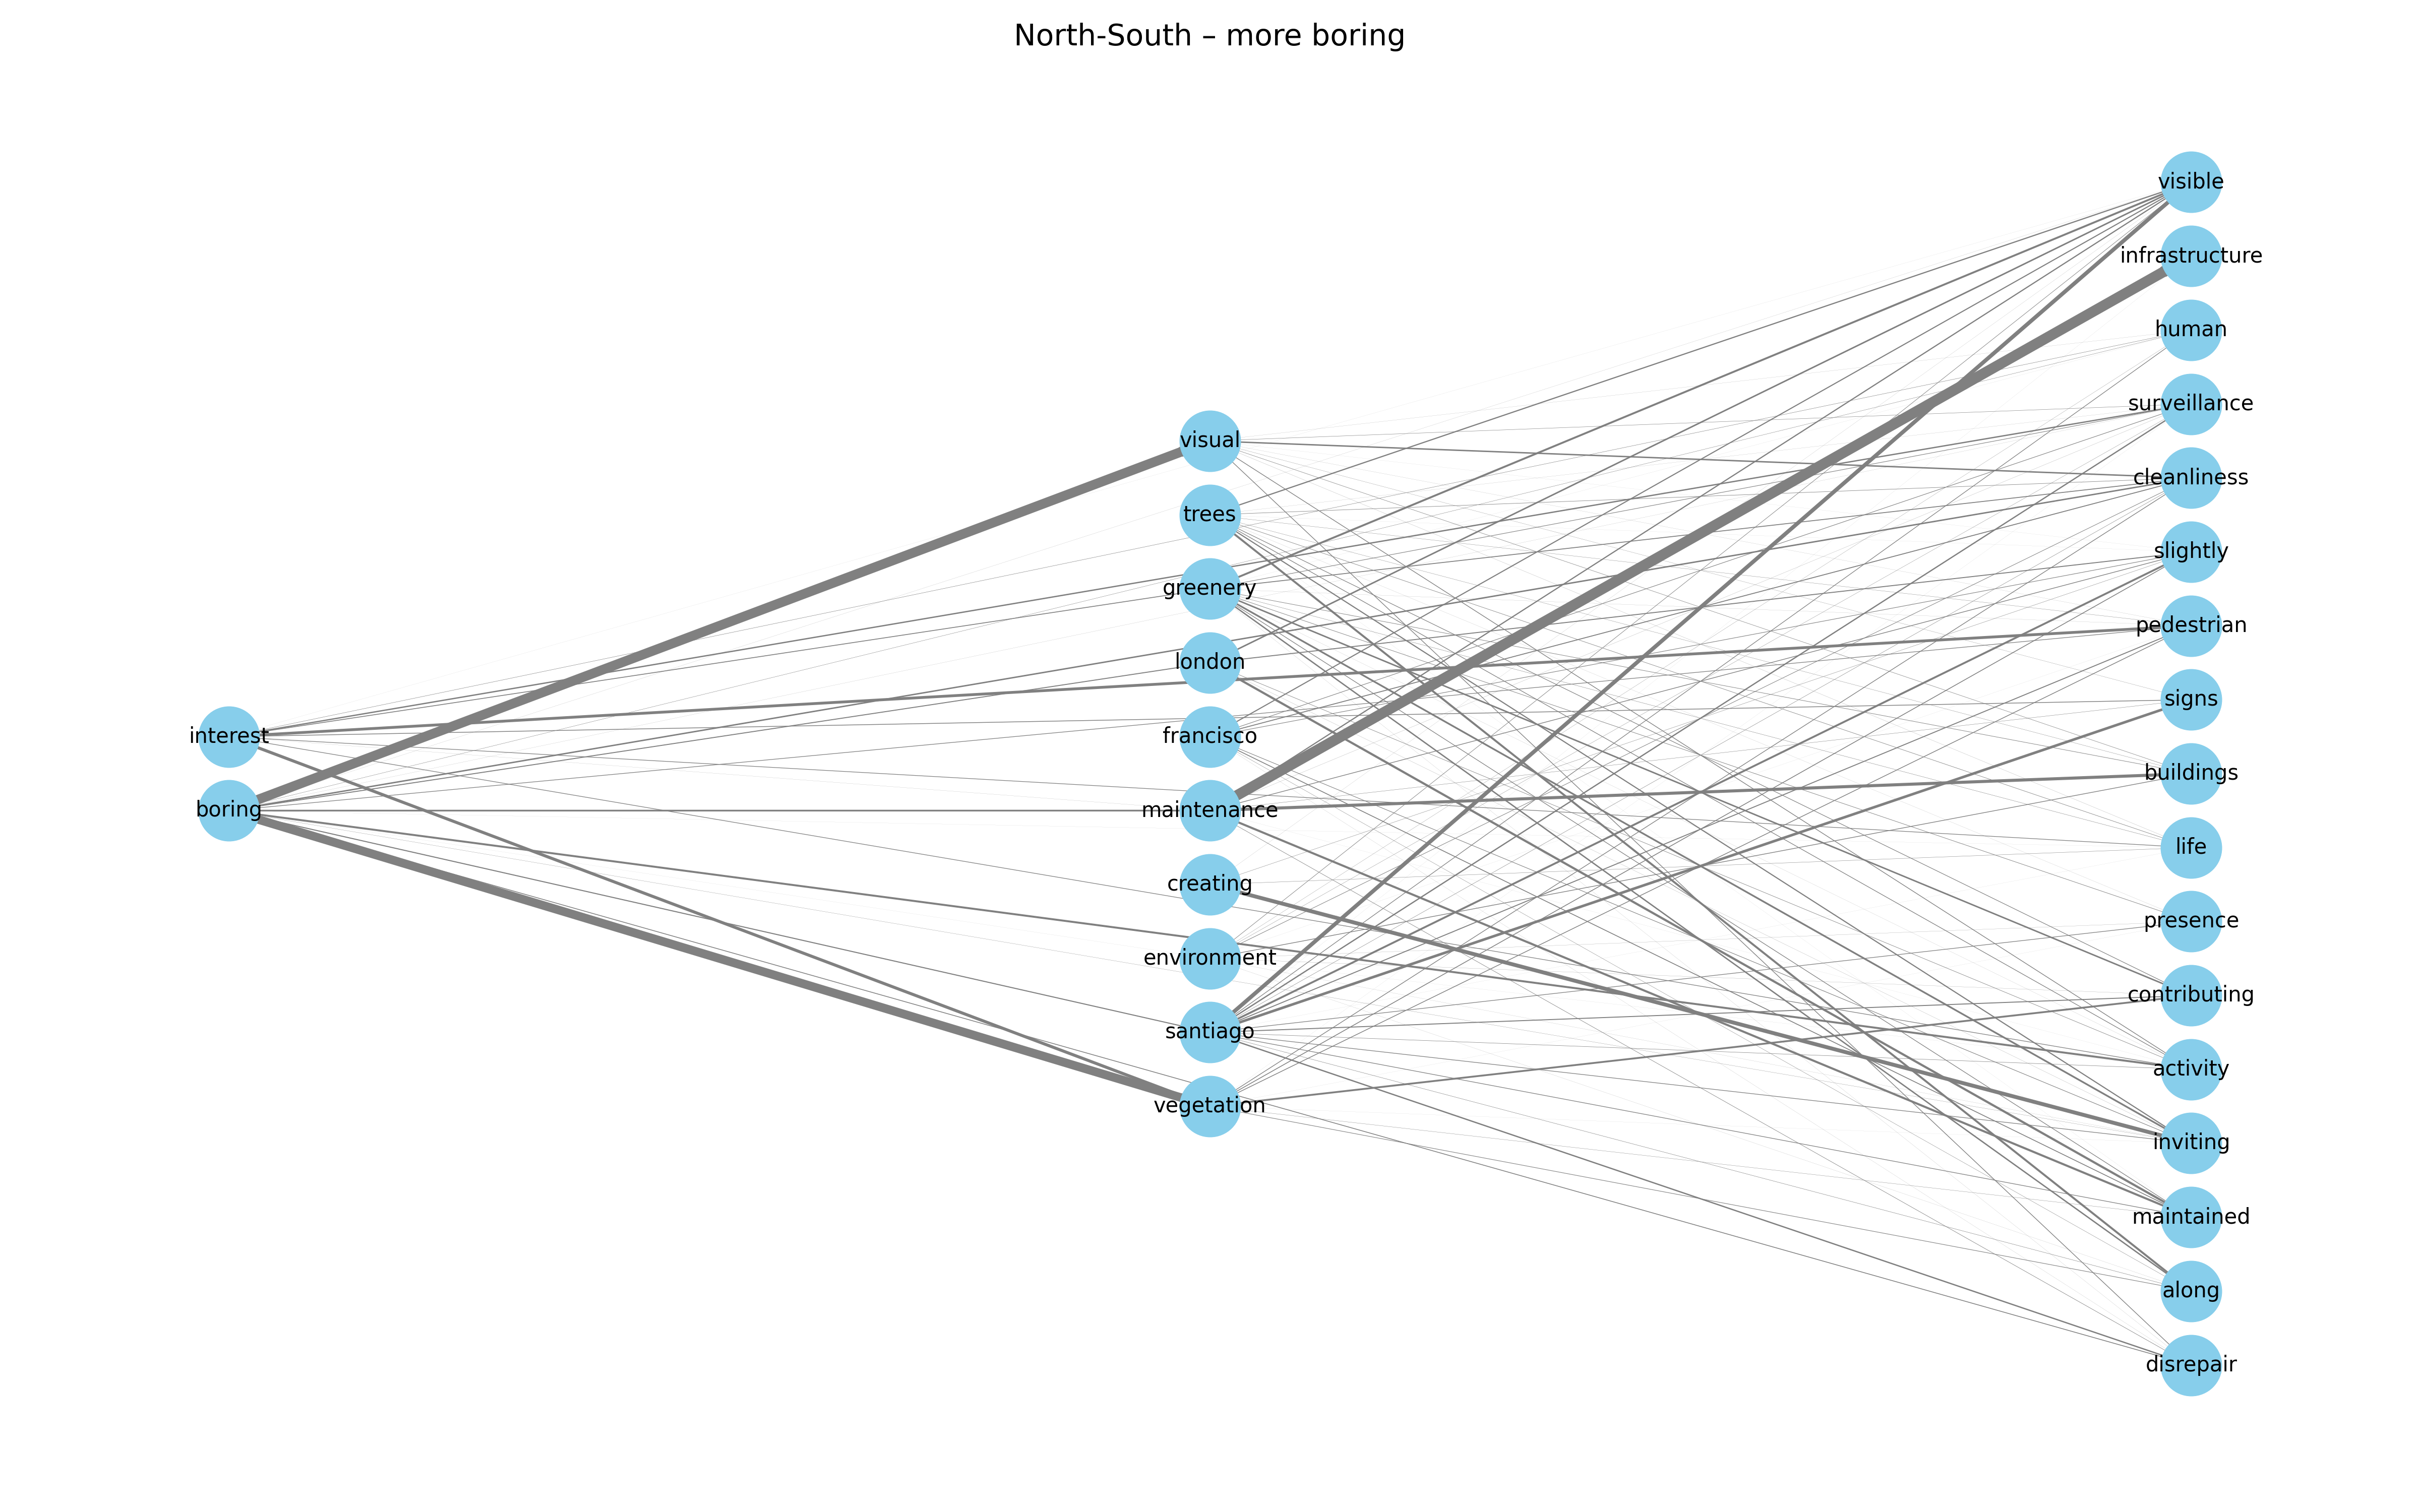 North-South – more boring
interest
boring
visual
trees
greenery
london
francisco
maintenance
creating
environment
santiago
vegetation
visible
infrastructure
human
surveillance
cleanliness
slightly
pedestrian
signs
buildings
life
presence
contributing
activity
inviting
maintained
along
disrepair